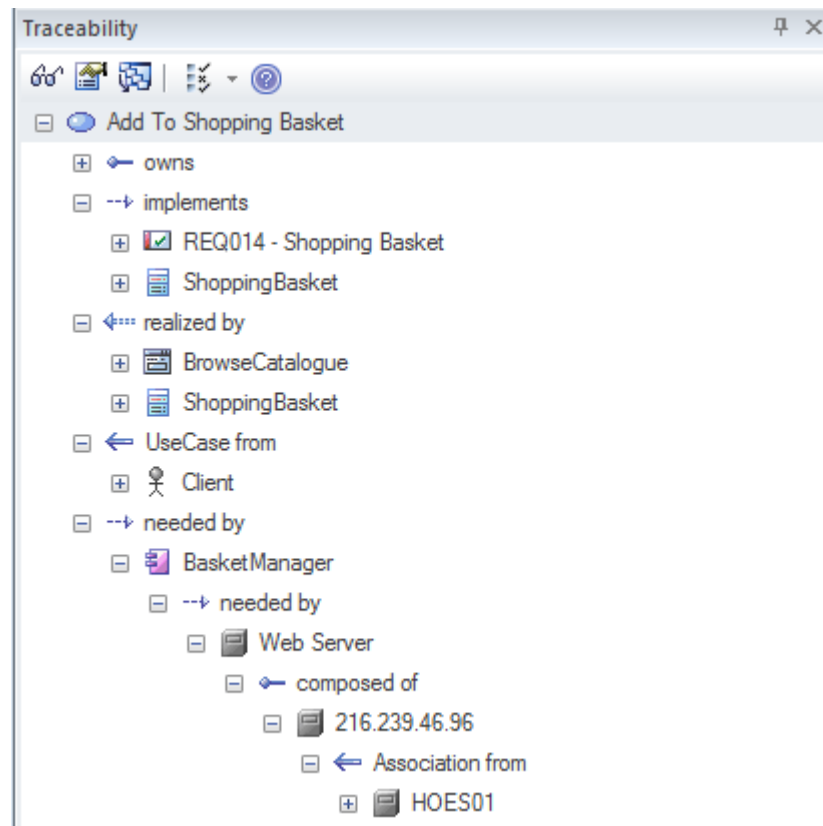 Traceability
Add To Shopping Basket
owns
implements
REQ014 - Shopping Basket
ShoppingBasket
realized by
BrowseCatalogue
ShoppingBasket
UseCase from
Client
needed by
BasketManager
needed by
Web Server
composed of
216.239.46.96
Association from
HOES01